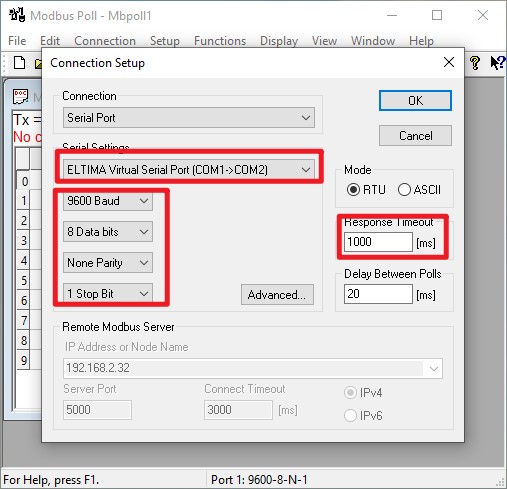 Modbus Poll - Mbpoll1
File Edit Connection Setup Functions Display View Window Help
Connection Setup
Connection
Serial Port
OK
Cancel
Serial Settings
ELTIMA Virtual Serial Port (COM1->COM2)
9600 Baud
8 Data bits
None Parity
1 Stop Bit
Advanced...
Mode
RTU ASCII
Response Timeout
1000 [ms]
Delay Between Polls
20 [ms]
Remote Modbus Server
IP Address or Node Name
192.168.2.32
Server Port Connect Timeout
5000 3000 [ms]
IPv4
IPv6
DOC M
Tx =
No c
0
1
2
3
4
5
6
7
8
9
For Help, press F1. Port 1: 9600-8-N-1